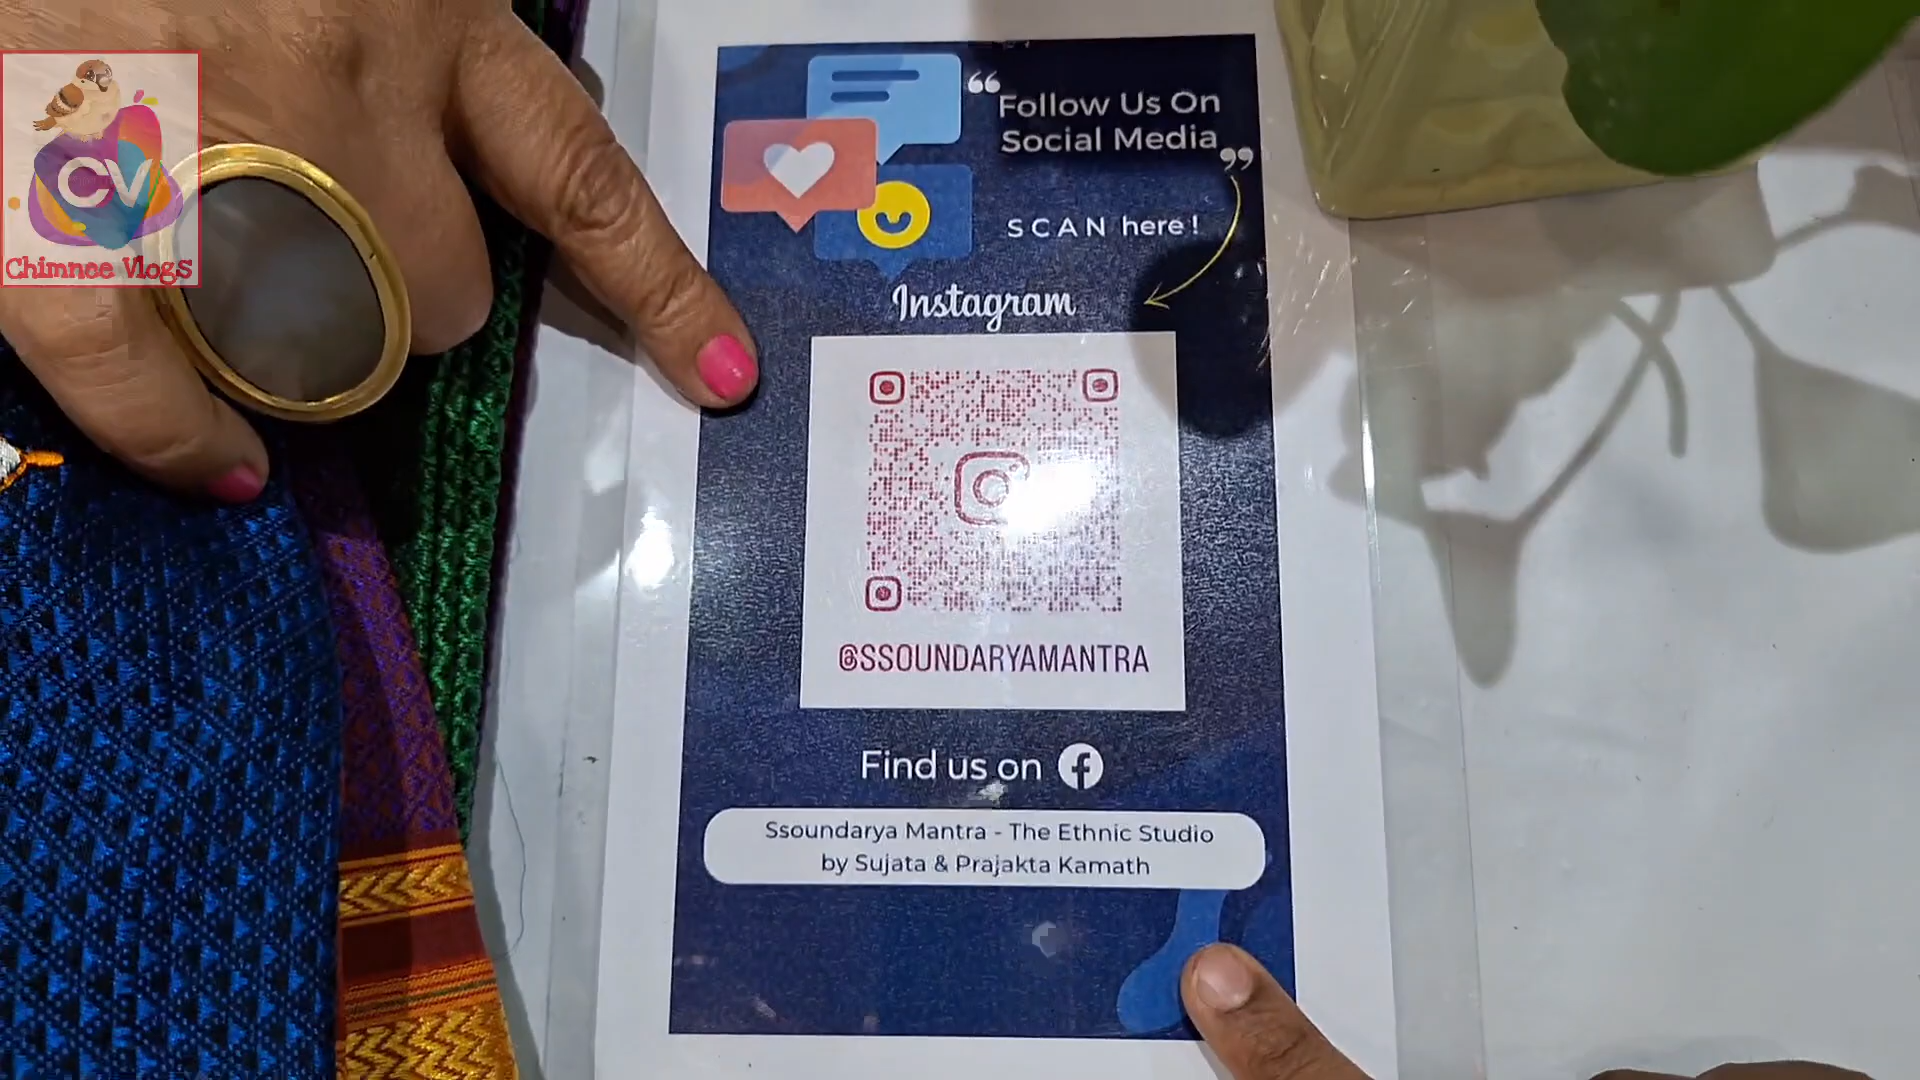 CV
Chimnee Vlogs
“Follow Us On
Social Media”
SCAN here!
Instagram
@SSOUNDARYAMANTRA
Find us on
Ssoundarya Mantra - The Ethnic Studio
by Sujata & Prajakta Kamath